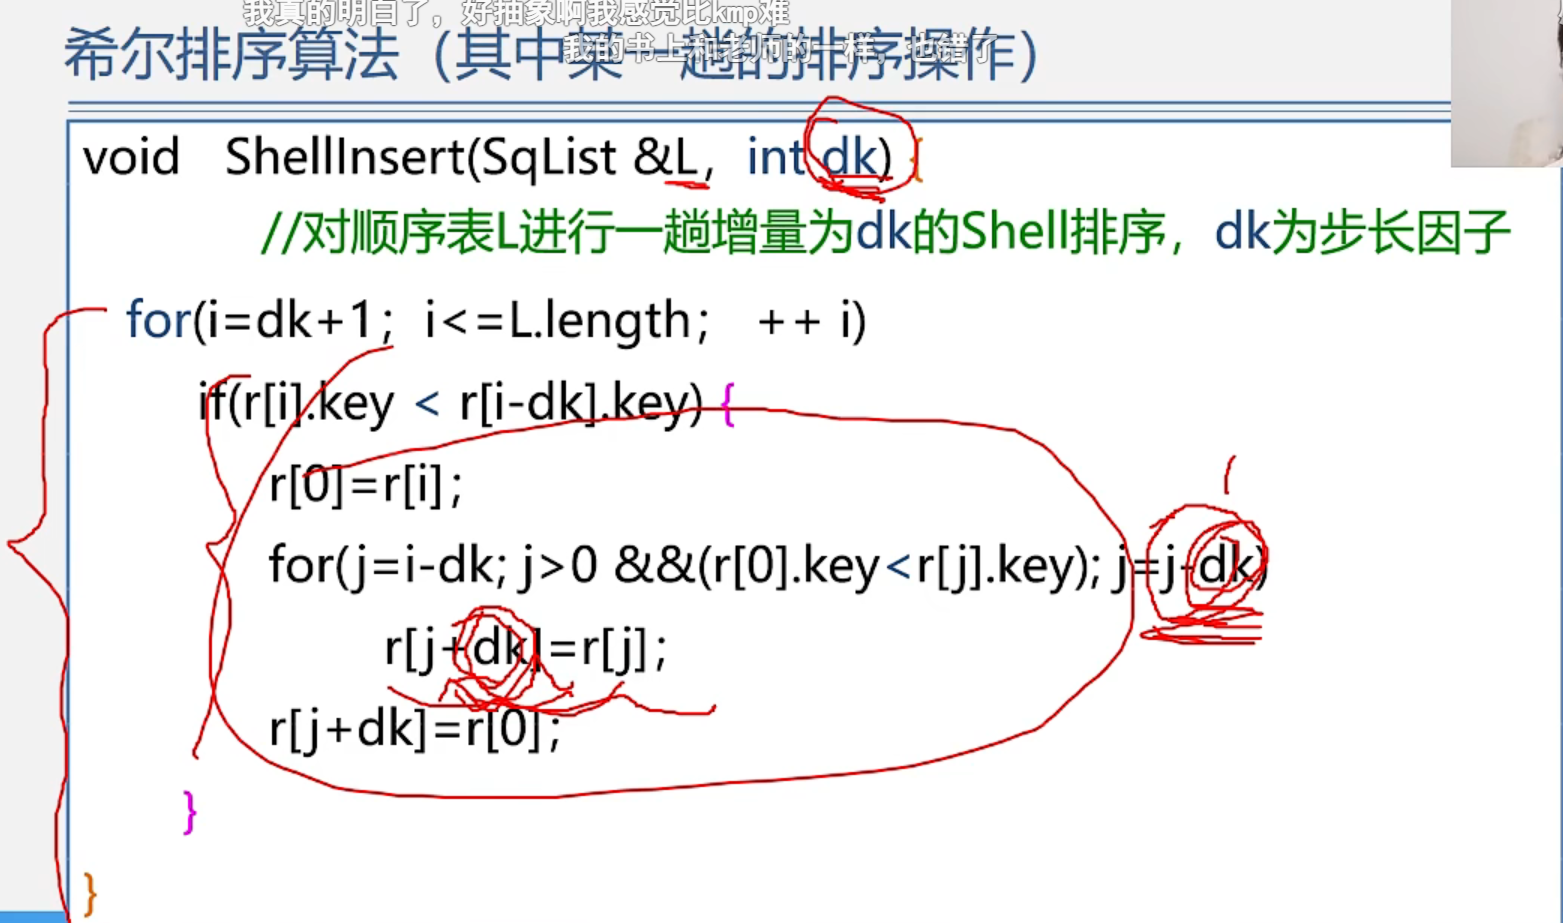 我真的明白了，好抽象啊我感觉比kmp难
我的书上和老师的一样，也错了
希尔排序算法（其中某一趟的排序操作）
void ShellInsert(SqList &L, int dk) {
//对顺序表L进行一趟增量为dk的Shell排序，dk为步长因子
for(i=dk+1; i<=L.length; ++ i)
if(r[i].key < r[i-dk].key) {
r[0]=r[i];
for(j=i-dk; j>0 &&(r[0].key<r[j].key); j=j-dk)
r[j+dk]=r[j];
r[j+dk]=r[0];
}
}